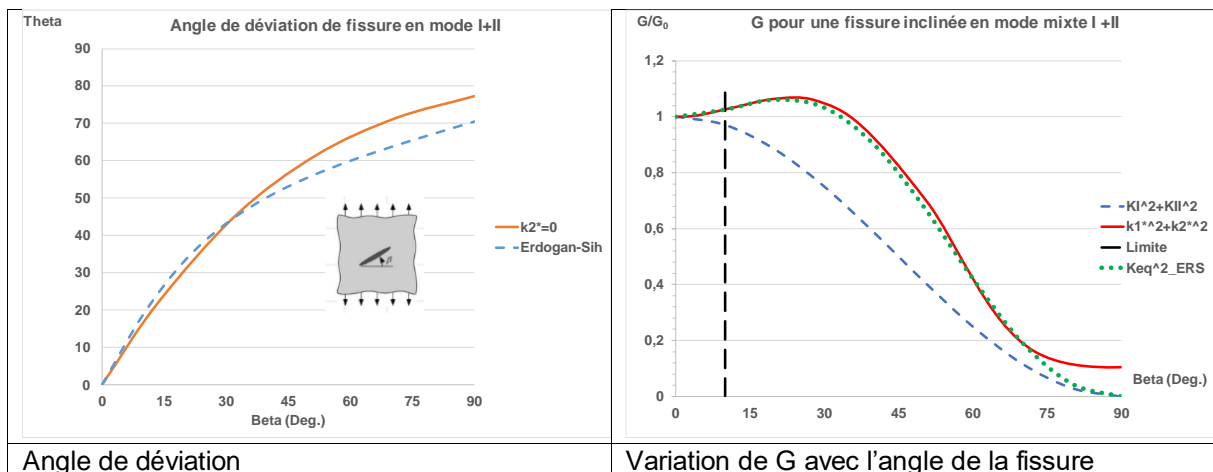 Theta
Angle de déviation de fissure en mode I+II
90
80
70
60
50
40
30
20
10
0
0 15 30 45 60 75 90
Beta (Deg.)
β
k2*=0
Erdogan-Sih
Angle de déviation
G/G₀
G pour une fissure inclinée en mode mixte I +II
1,2
1
0,8
0,6
0,4
0,2
0
0 15 30 45 60 75 90
Beta (Deg.)
KI^2+KII^2
k1*^2+k2*^2
Limite
Keq^2_ERS
Variation de G avec l'angle de la fissure